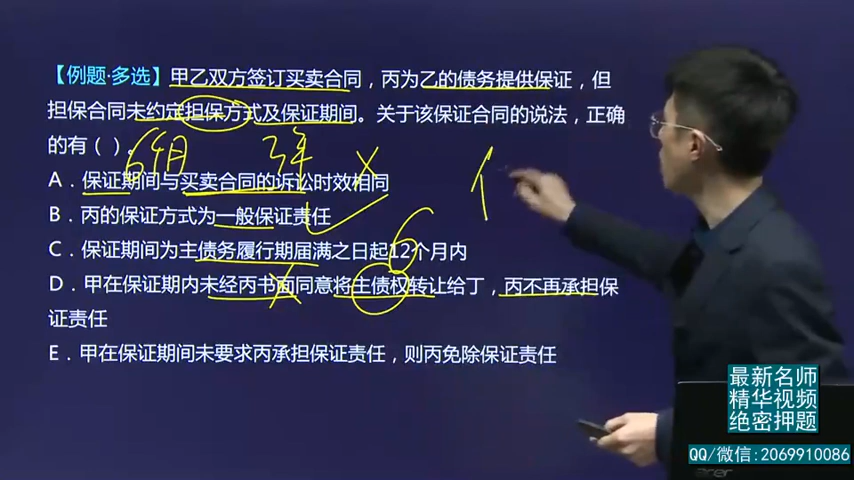 【例题·多选】甲乙双方签订买卖合同，丙为乙的债务提供保证，但
担保合同未约定担保方式及保证期间。关于该保证合同的说法，正确
的有（ ）。
6个月 3年
A．保证期间与买卖合同的诉讼时效相同
B．丙的保证方式为一般保证责任
6
C．保证期间为主债务履行期届满之日起12个月内
D．甲在保证期内未经丙书面同意将主债权转让给丁，丙不再承担保
证责任
E．甲在保证期间未要求丙承担保证责任，则丙免除保证责任
最新名师
精华视频
绝密押题
QQ/微信:2069910086
acer